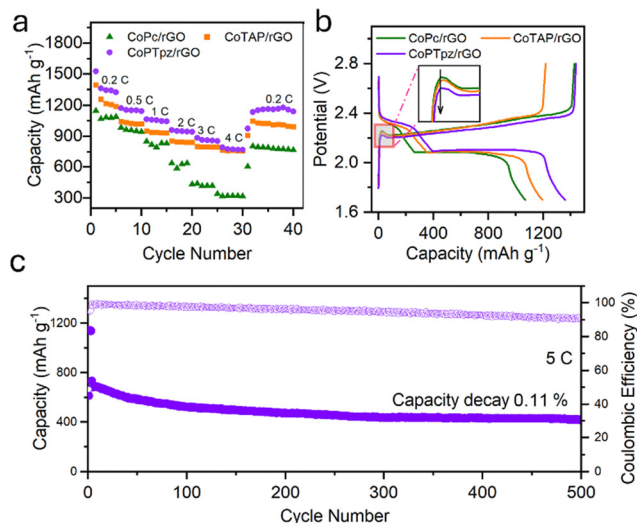 a
CoPc/rGO CoTAP/rGO
CoPTpz/rGO
1800
1500
1200
900
600
300
0.2 C
0.5 C
1 C
2 C
3 C
4 C
0.2 C
0 10 20 30 40
Cycle Number
Capacity (mAh g⁻¹)
b
CoPc/rGO CoTAP/rGO
CoPTpz/rGO
2.8
2.4
2.0
1.6
0 400 800 1200
Capacity (mAh g⁻¹)
Potential (V)
c
1200
800
400
0
100
80
60
40
20
0
5 C
Capacity decay 0.11 %
0 100 200 300 400 500
Cycle Number
Capacity (mAh g⁻¹)
Coulombic Efficiency (%)